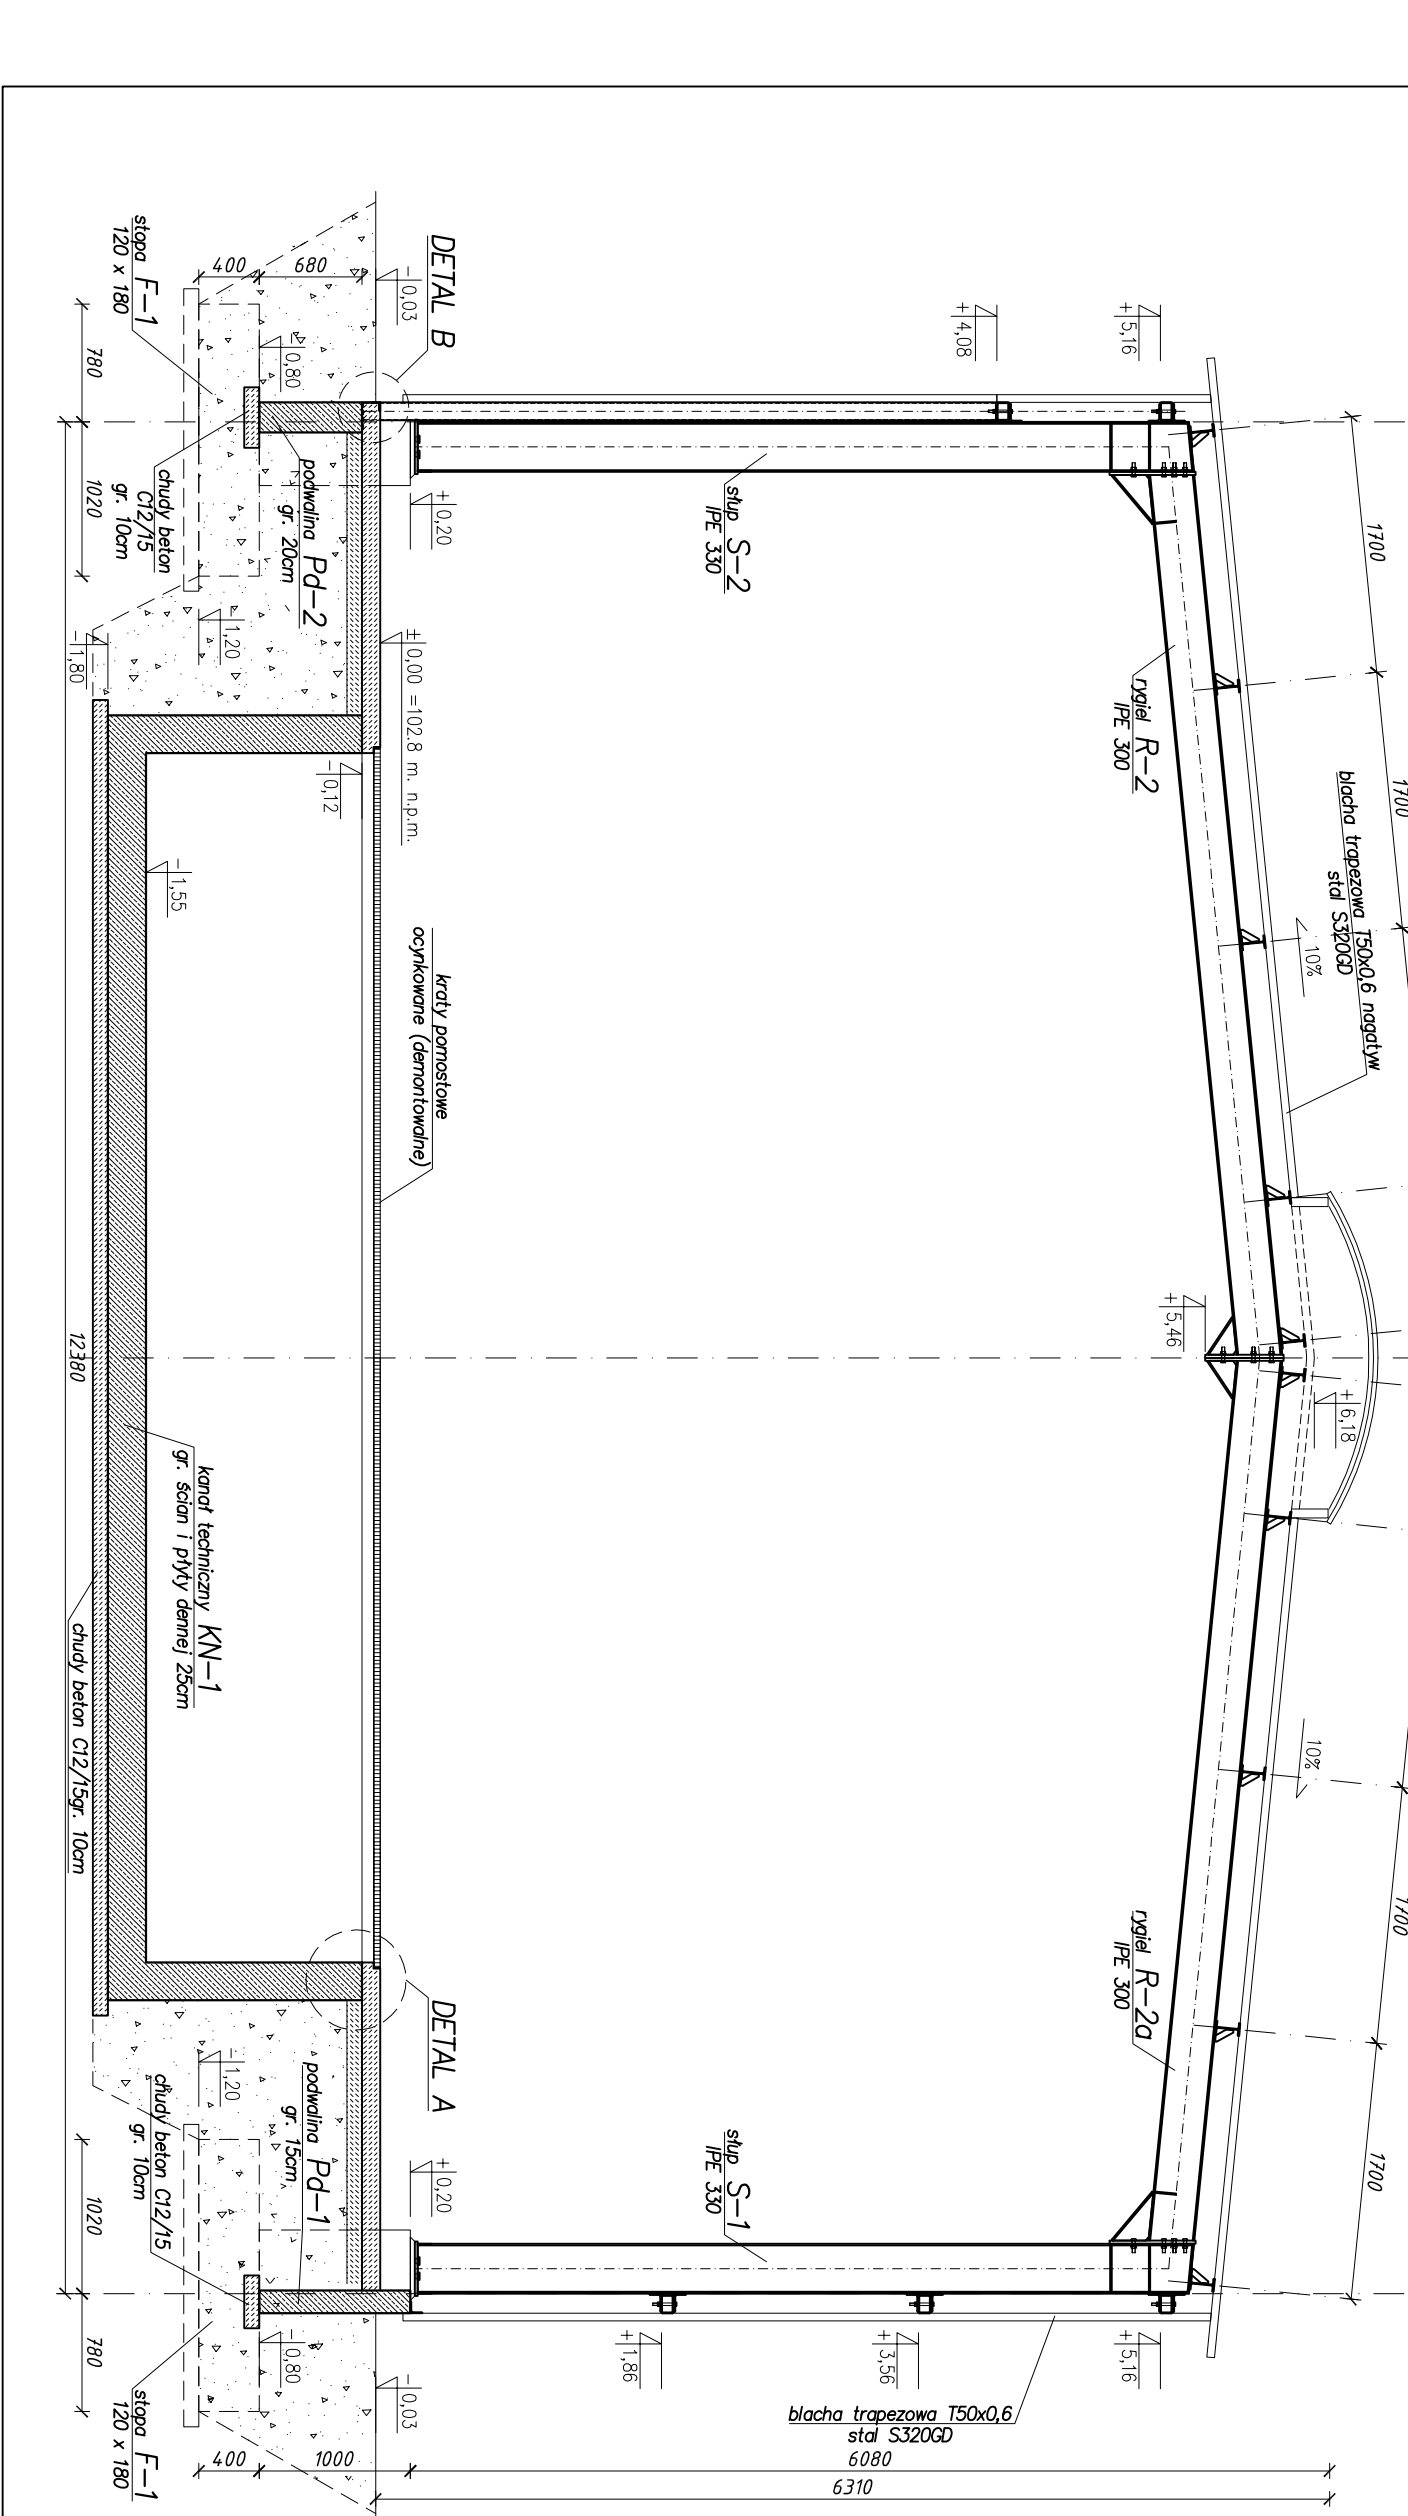 1700
1700
blacha trapezowa T50x0,6 nagatyw
stal S320GD
10%
+6,18
10%
1700
1700
+5,16
+4,08
rygiel R-2
IPE 300
+5,46
rygiel R-2a
IPE 300
+5,16
+3,56
+1,86
słup S-2
IPE 330
słup S-1
IPE 330
blacha trapezowa T50x0,6
stal S320GD
6080
6310
DETAL B
-0,03
+0,20
±0,00 =102.8 m. n.p.m.
kraty pomostowe
ocynkowane (demontowalne)
DETAL A
+0,20
-0,03
680
400
-0,80
podwalina Pd-2
gr. 20cm
-0,12
podwalina Pd-1
gr. 15cm
-0,80
1000
400
stopa F-1
120 x 180
chudy beton
C12/15
gr. 10cm
-1,20
-1,80
-1,55
kanał techniczny KN-1
gr. ścian i płyty dennej 25cm
-1,20
chudy beton C12/15
gr. 10cm
stopa F-1
120 x 180
780
1020
12380
chudy beton C12/15gr. 10cm
1020
780